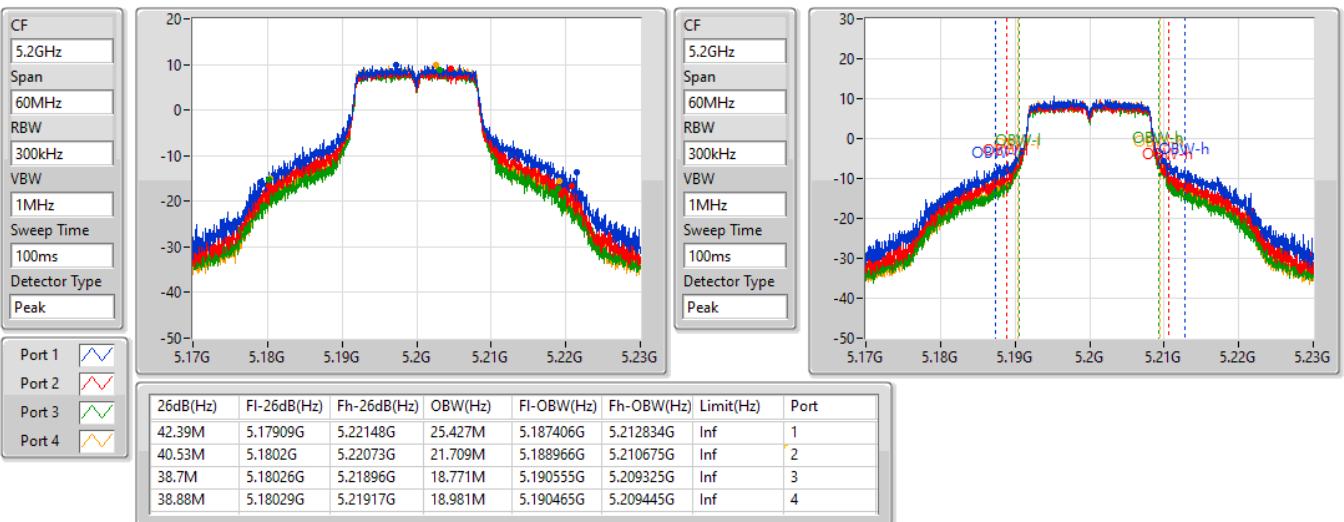 CF
5.2GHz
Span
60MHz
RBW
300kHz
VBW
1MHz
Sweep Time
100ms
Detector Type
Peak
20
10
0
-10
-20
-30
-40
-50
5.17G 5.18G 5.19G 5.2G 5.21G 5.22G 5.23G
CF
5.2GHz
Span
60MHz
RBW
300kHz
VBW
1MHz
Sweep Time
100ms
Detector Type
Peak
30
20
10
0
-10
-20
-30
-40
-50
OBW-h
OBW-h
OBW-h
5.17G 5.18G 5.19G 5.2G 5.21G 5.22G 5.23G
Port 1
Port 2
Port 3
Port 4
26dB(Hz) Fl-26dB(Hz) Fh-26dB(Hz) OBW(Hz) Fl-OBW(Hz) Fh-OBW(Hz) Limit(Hz) Port
42.39M 5.17909G 5.22148G 25.427M 5.187406G 5.212834G Inf 1
40.53M 5.1802G 5.22073G 21.709M 5.188966G 5.210675G Inf 2
38.7M 5.18026G 5.21896G 18.771M 5.190555G 5.209325G Inf 3
38.88M 5.18029G 5.21917G 18.981M 5.190465G 5.209445G Inf 4